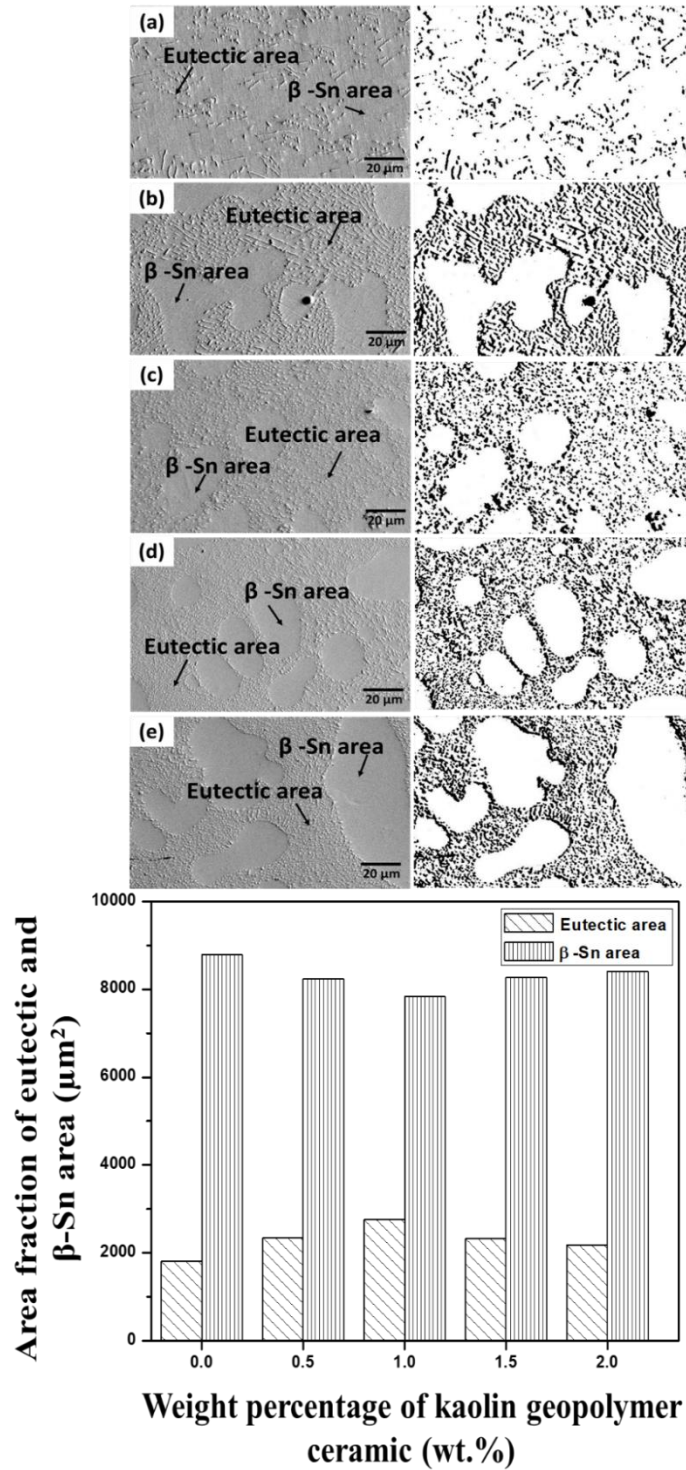 (a)
Eutectic area
β -Sn area
20 μm
(b)
Eutectic area
β -Sn area
20 μm
(c)
Eutectic area
β -Sn area
20 μm
(d)
β -Sn area
Eutectic area
20 μm
(e)
β -Sn area
Eutectic area
20 μm
Area fraction of eutectic and
β-Sn area (μm²)
10000
8000
6000
4000
2000
0
Eutectic area
β -Sn area
0.0 0.5 1.0 1.5 2.0
Weight percentage of kaolin geopolymer
ceramic (wt.%)